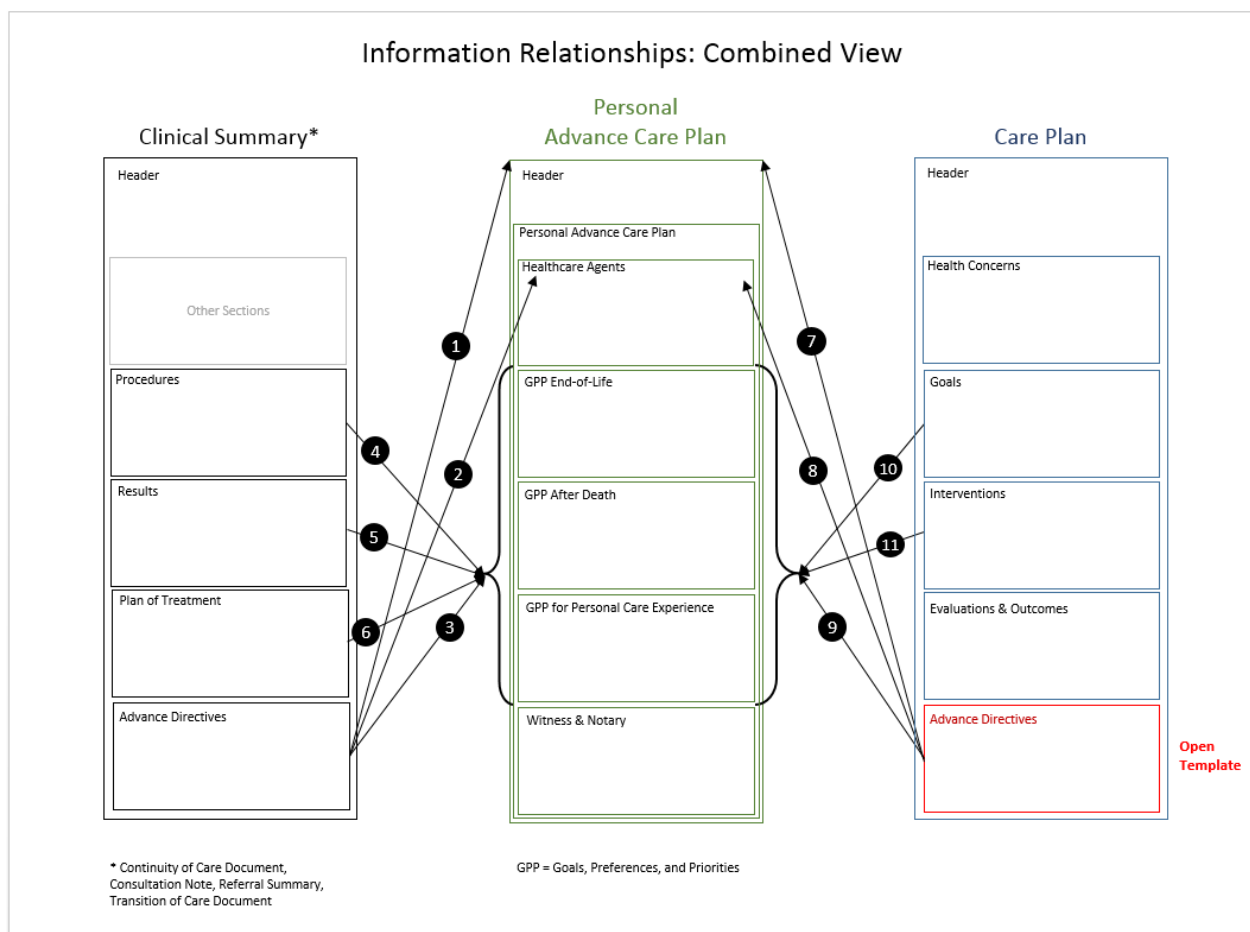 Information Relationships: Combined View
Clinical Summary*
Header
Other Sections
Procedures
Results
Plan of Treatment
Advance Directives
* Continuity of Care Document,
Consultation Note, Referral Summary,
Transition of Care Document
1
2
4
5
6
3
Personal
Advance Care Plan
Header
Personal Advance Care Plan
Healthcare Agents
GPP End-of-Life
GPP After Death
GPP for Personal Care Experience
Witness & Notary
GPP = Goals, Preferences, and Priorities
7
8
10
11
9
Care Plan
Header
Health Concerns
Goals
Interventions
Evaluations & Outcomes
Advance Directives
Open
Template